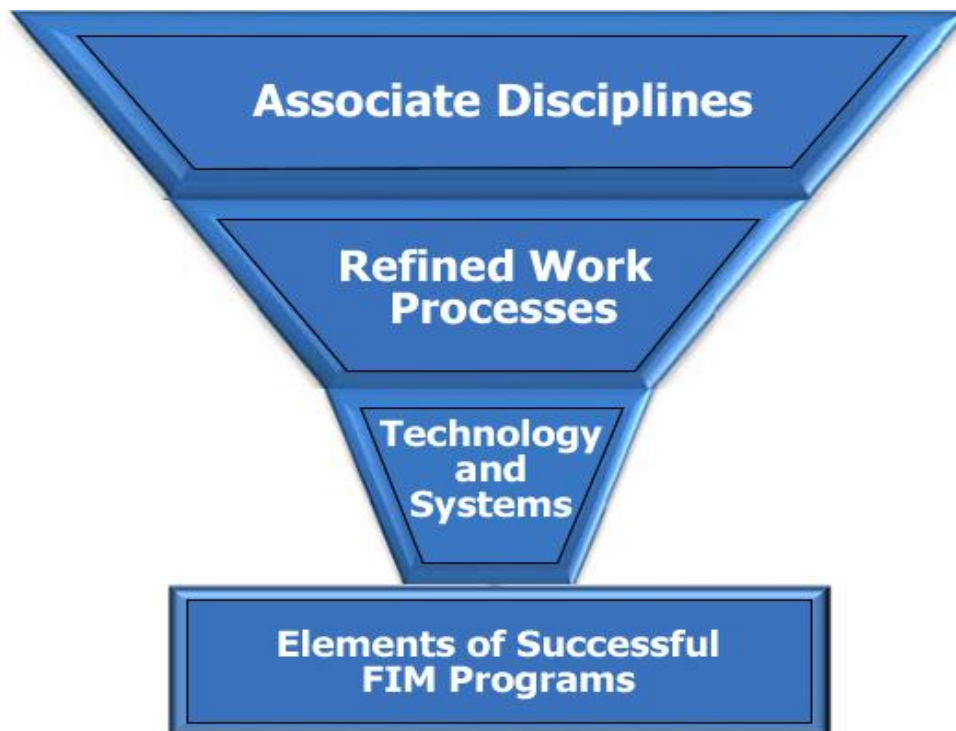 Associate Disciplines
Refined Work
Processes
Technology
and
Systems
Elements of Successful
FIM Programs